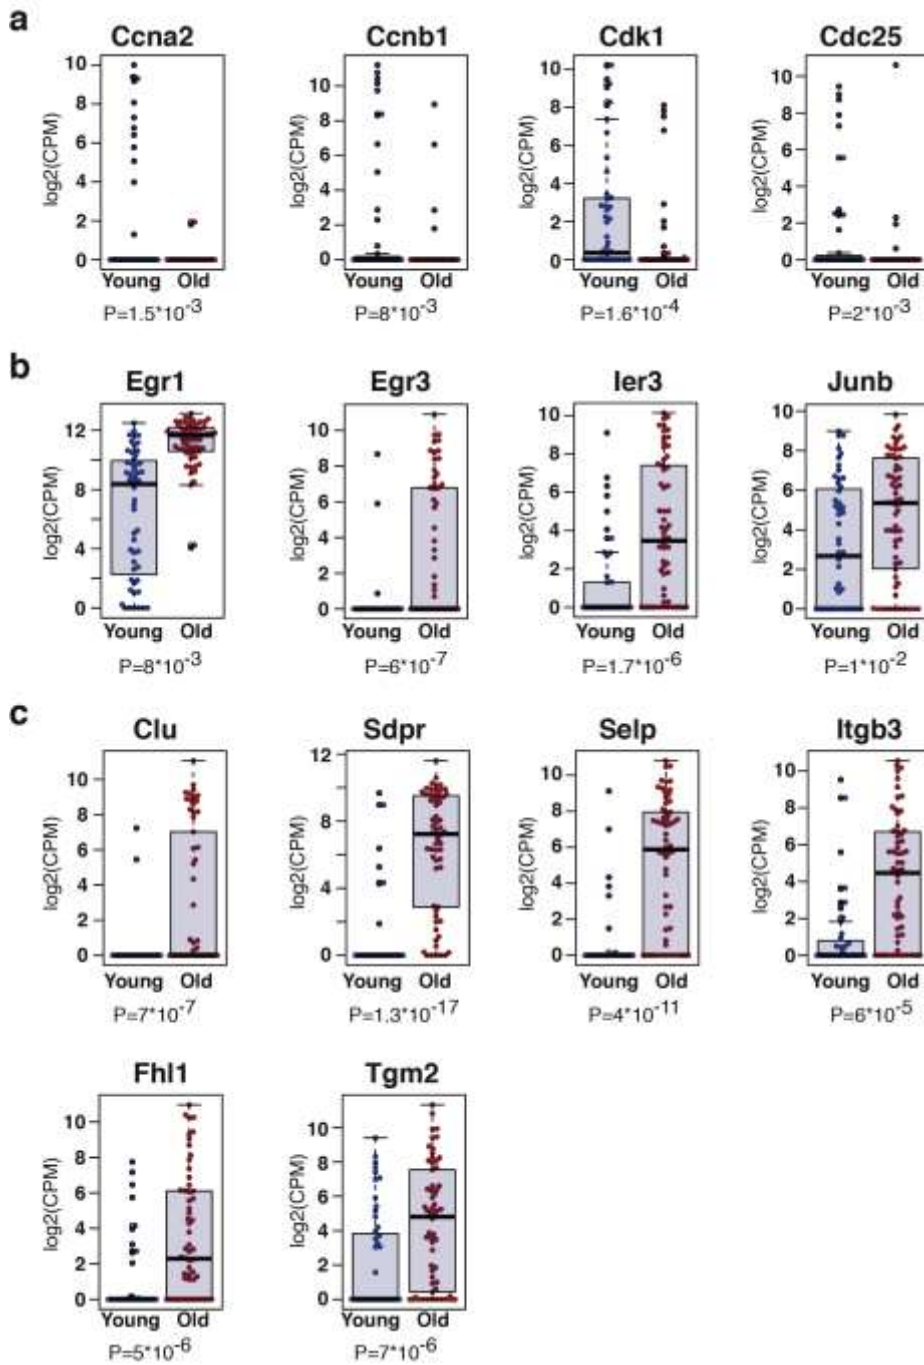 a
Ccna2 Ccnb1 Cdk1 Cdc25
log2(CPM) log2(CPM) log2(CPM) log2(CPM)
10 8 6 4 2 0
10 8 6 4 2 0
10 8 6 4 2 0
10 8 6 4 2 0
Young Old Young Old Young Old Young Old
P=1.5*10-3 P=8*10-3 P=1.6*10-4 P=2*10-3
b
Egr1 Egr3 Ier3 Junb
log2(CPM) log2(CPM) log2(CPM) log2(CPM)
12 8 4 0
10 8 6 4 2 0
10 8 6 4 2 0
10 8 6 4 2 0
Young Old Young Old Young Old Young Old
P=8*10-3 P=6*10-7 P=1.7*10-6 P=1*10-2
c
Clu Sdpr Selp Itgb3
log2(CPM) log2(CPM) log2(CPM) log2(CPM)
10 8 6 4 2 0
12 8 4 0
10 8 6 4 2 0
10 8 6 4 2 0
Young Old Young Old Young Old Young Old
P=7*10-7 P=1.3*10-17 P=4*10-11 P=6*10-5
Fhl1 Tgm2
log2(CPM) log2(CPM)
10 8 6 4 2 0
10 8 6 4 2 0
Young Old Young Old
P=5*10-6 P=7*10-6